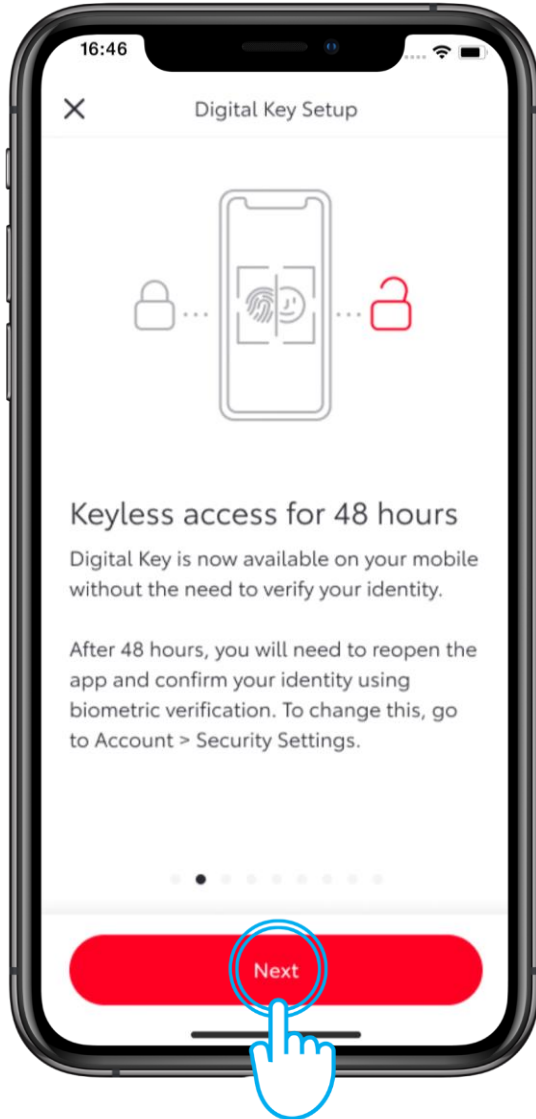 16:46
Digital Key Setup
Keyless access for 48 hours
Digital Key is now available on your mobile
without the need to verify your identity.
After 48 hours, you will need to reopen the
app and confirm your identity using
biometric verification. To change this, go
to Account > Security Settings.
Next